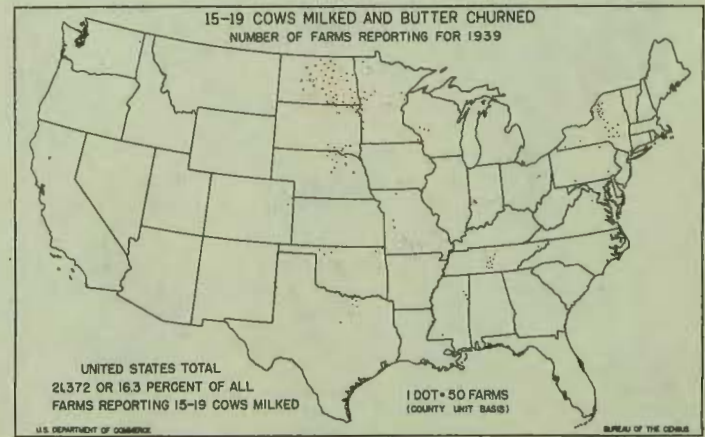 15-19 COWS MILKED AND BUTTER CHURNED
NUMBER OF FARMS REPORTING FOR 1939
UNITED STATES TOTAL
21,372 OR 16.3 PERCENT OF ALL
FARMS REPORTING 15-19 COWS MILKED
1 DOT = 50 FARMS
(COUNTY UNIT BASIS)
U.S. DEPARTMENT OF COMMERCE
BUREAU OF THE CENSUS